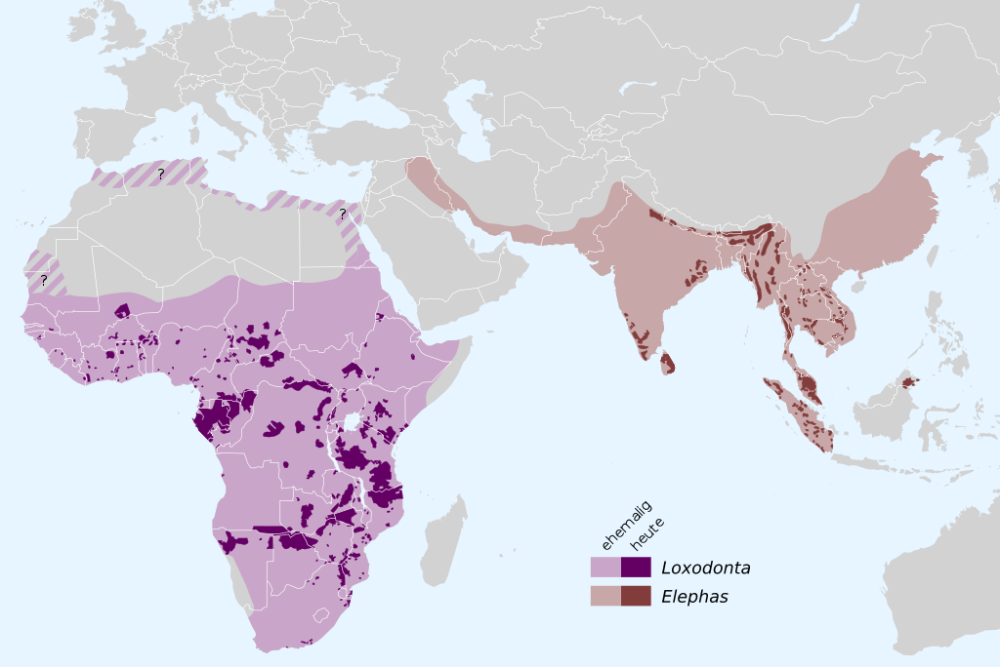 ?
?
?
ehemalig
heute
Loxodonta
Elephas